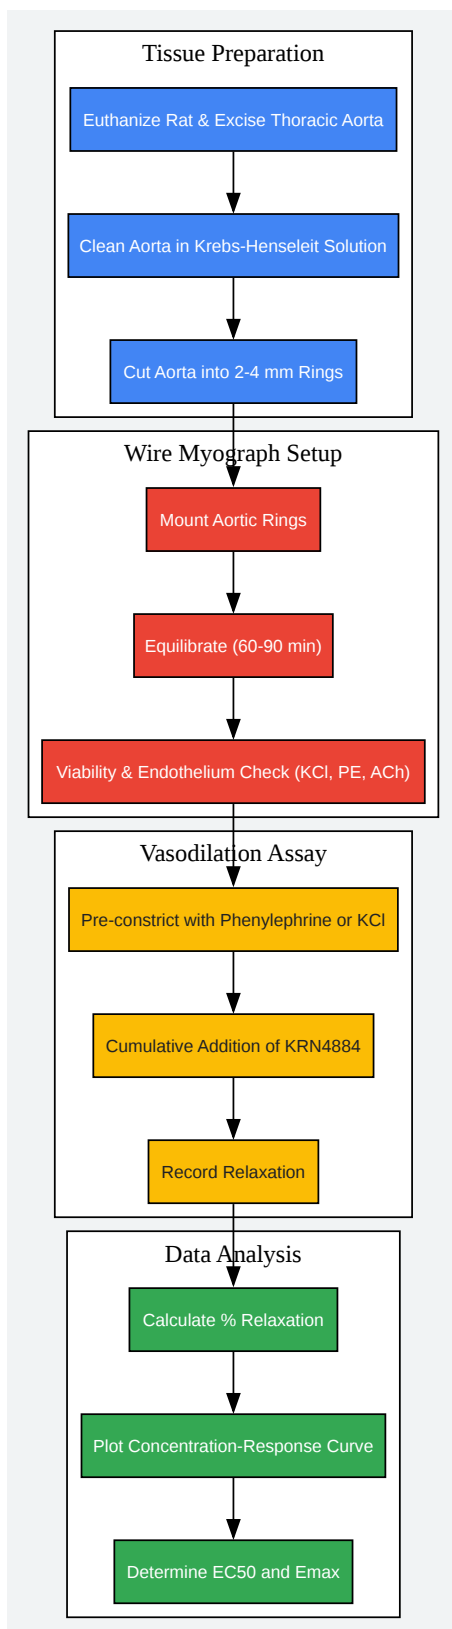 Tissue Preparation
Euthanize Rat & Excise Thoracic Aorta
Clean Aorta in Krebs-Henseleit Solution
Cut Aorta into 2-4 mm Rings
Wire Myograph Setup
Mount Aortic Rings
Equilibrate (60-90 min)
Viability & Endothelium Check (KCl, PE, ACh)
Vasodilation Assay
Pre-constrict with Phenylephrine or KCl
Cumulative Addition of KRN4884
Record Relaxation
Data Analysis
Calculate % Relaxation
Plot Concentration-Response Curve
Determine EC50 and Emax